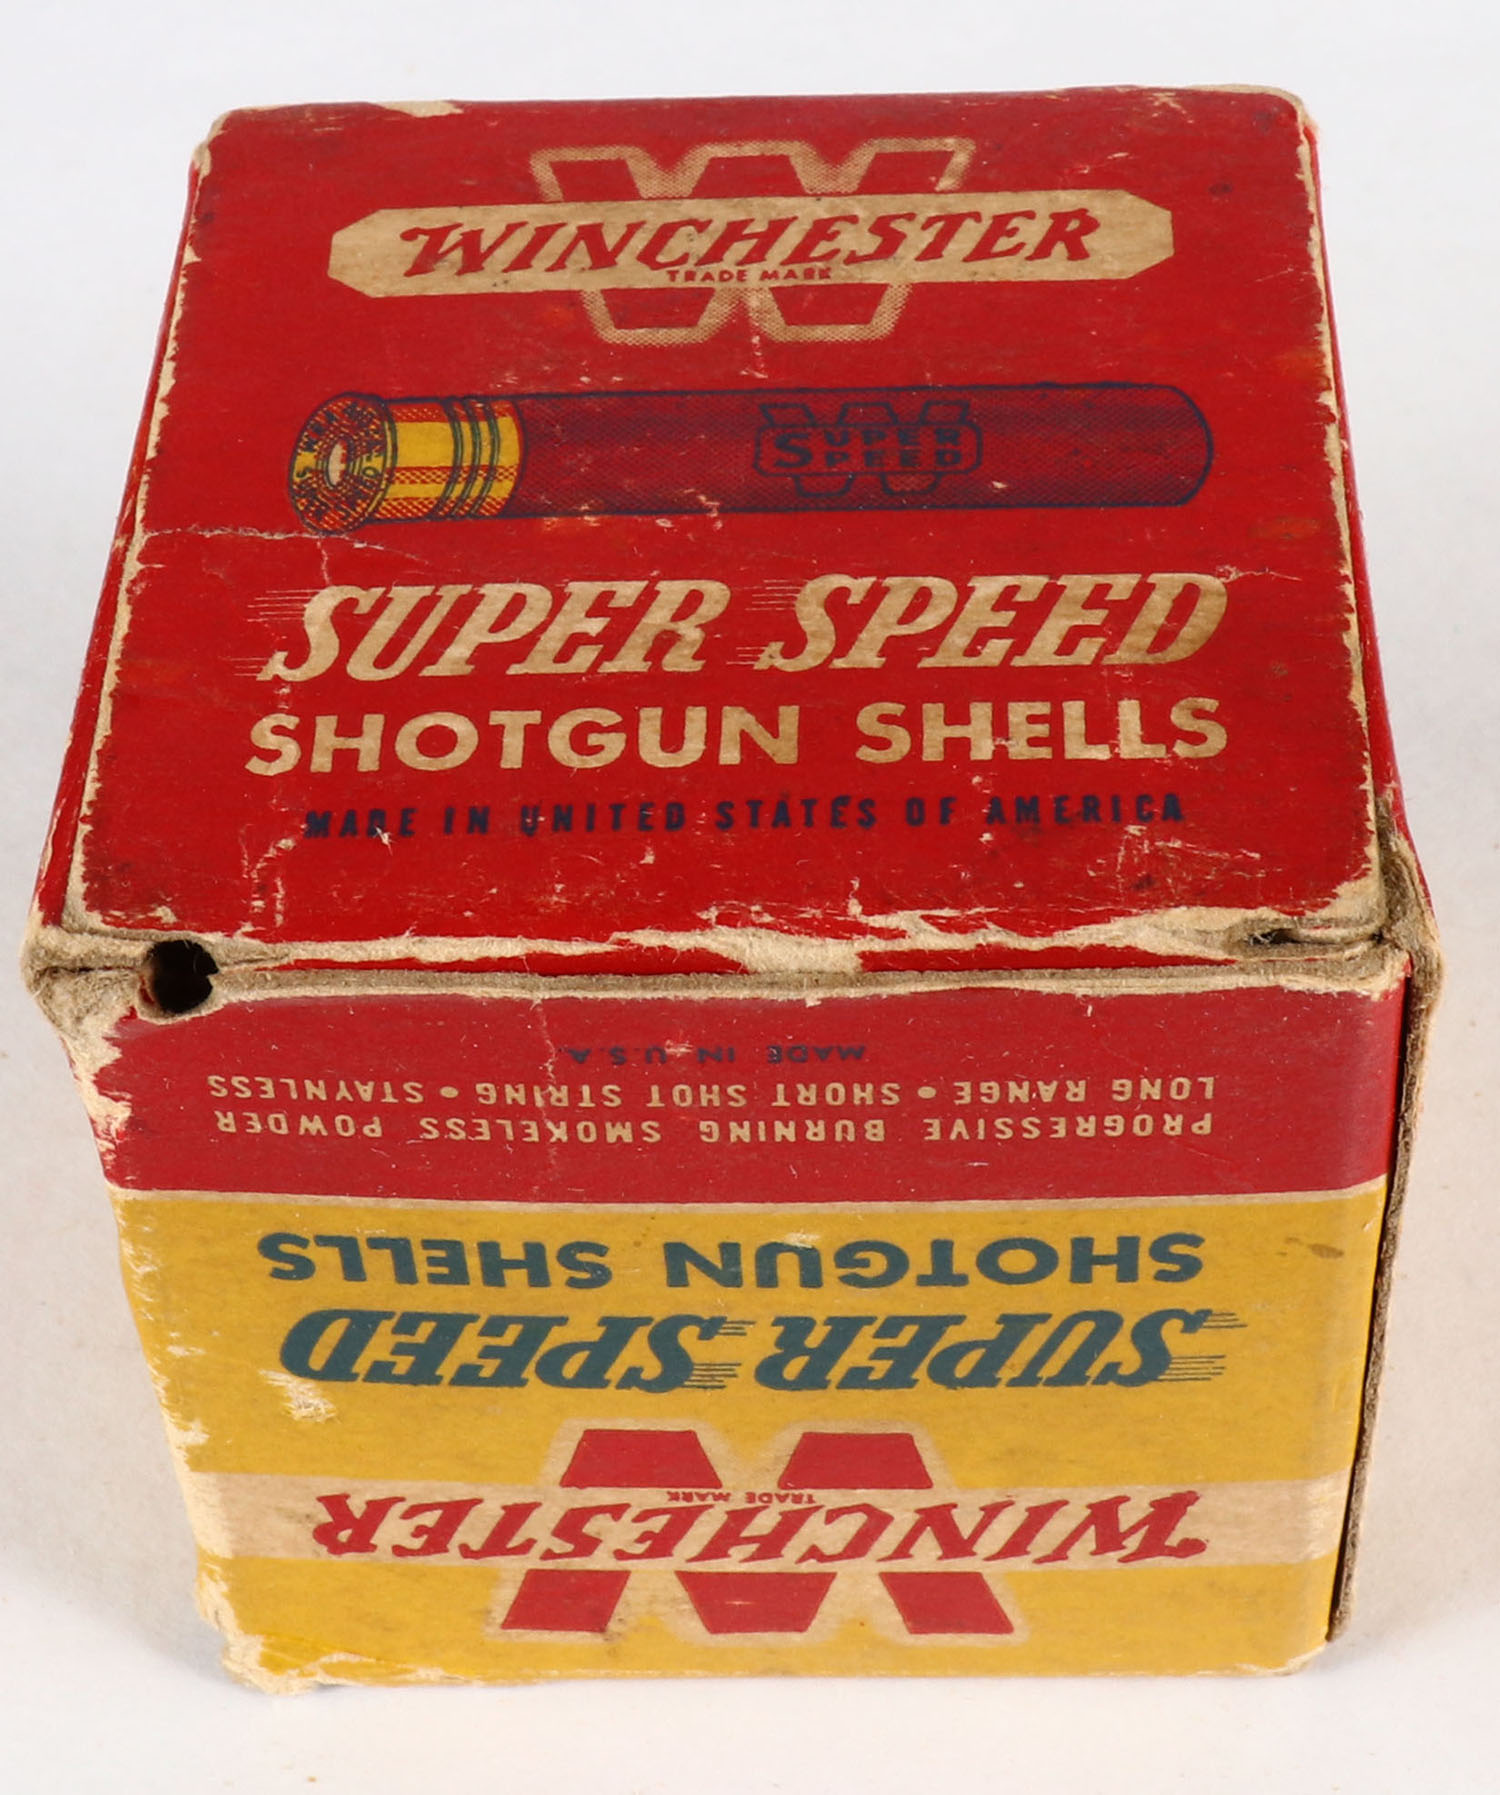 WINCHESTER
TRADE MARK
SUPER
SPEED
SUPER SPEED
SHOTGUN SHELLS
MADE IN UNITED STATES OF AMERICA
WINCHESTER
TRADE MARK
SUPER SPEED
SHOTGUN SHELLS
PROGRESSIVE BURNING SMOKELESS POWDER
LONG RANGE • SHORT SHOT STRING • STAYNLESS
MADE IN U.S.A.